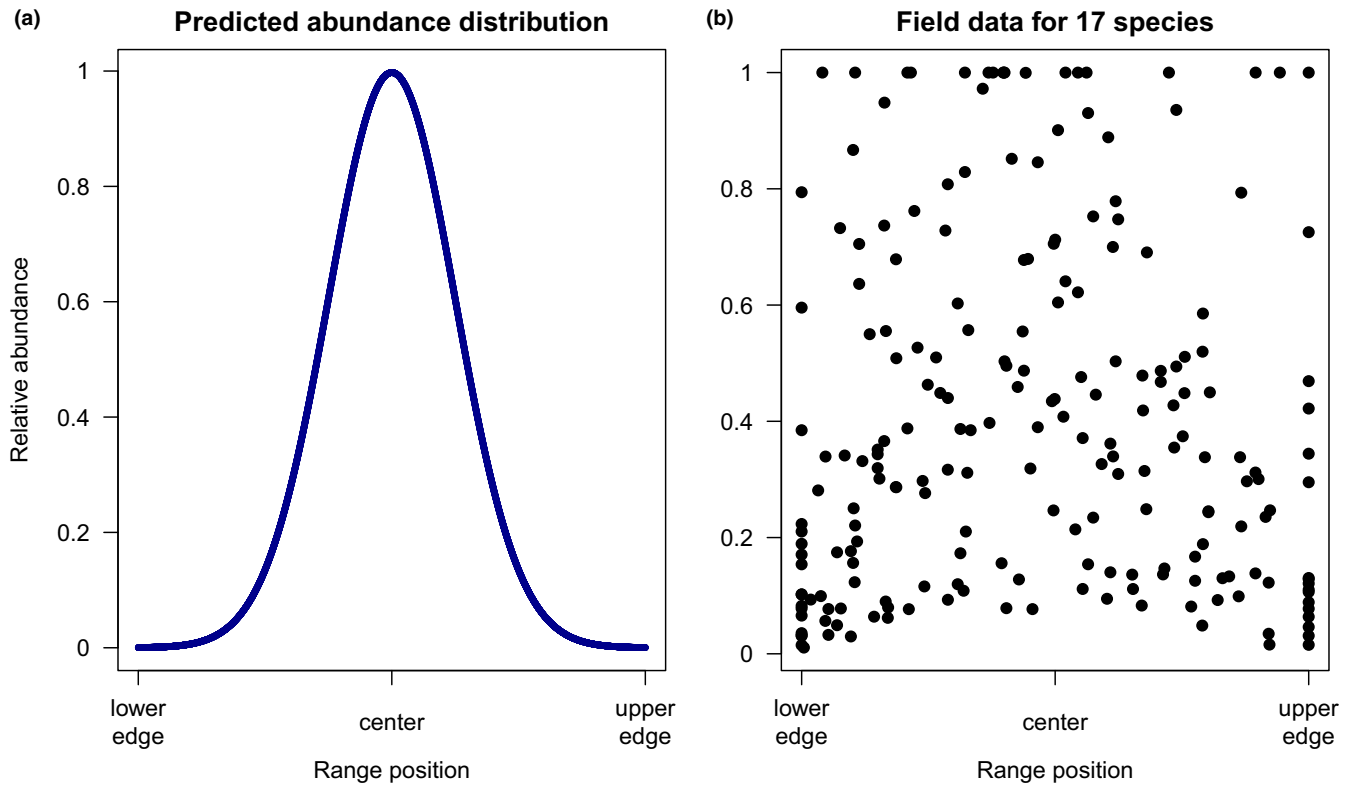 (a)
Predicted abundance distribution
1
0.8
0.6
0.4
0.2
0
Relative abundance
lower
edge
center
upper
edge
Range position
(b)
Field data for 17 species
1
0.8
0.6
0.4
0.2
0
lower
edge
center
upper
edge
Range position